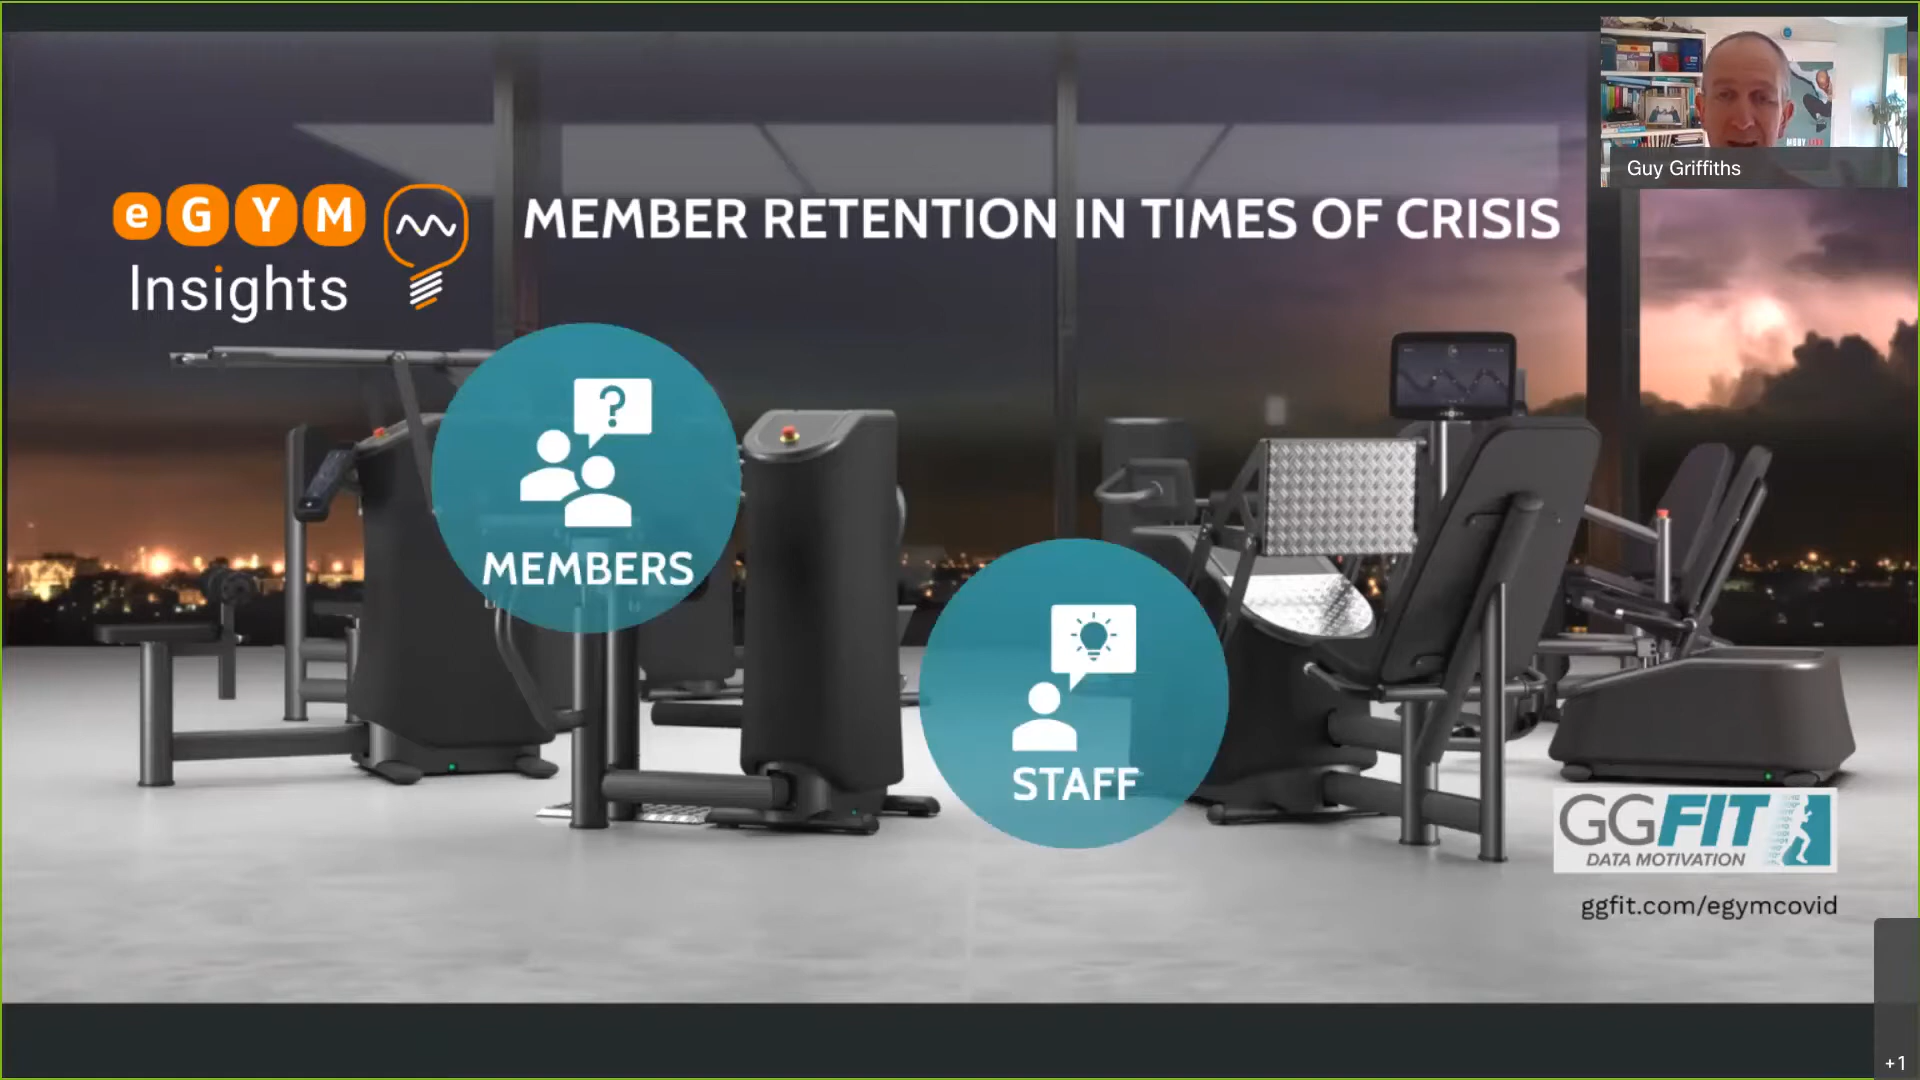 eGYM
Insights
MEMBER RETENTION IN TIMES OF CRISIS
Guy Griffiths
?
MEMBERS
STAFF
GGFIT
DATA MOTIVATION
ggfit.com/egymcovid
+1